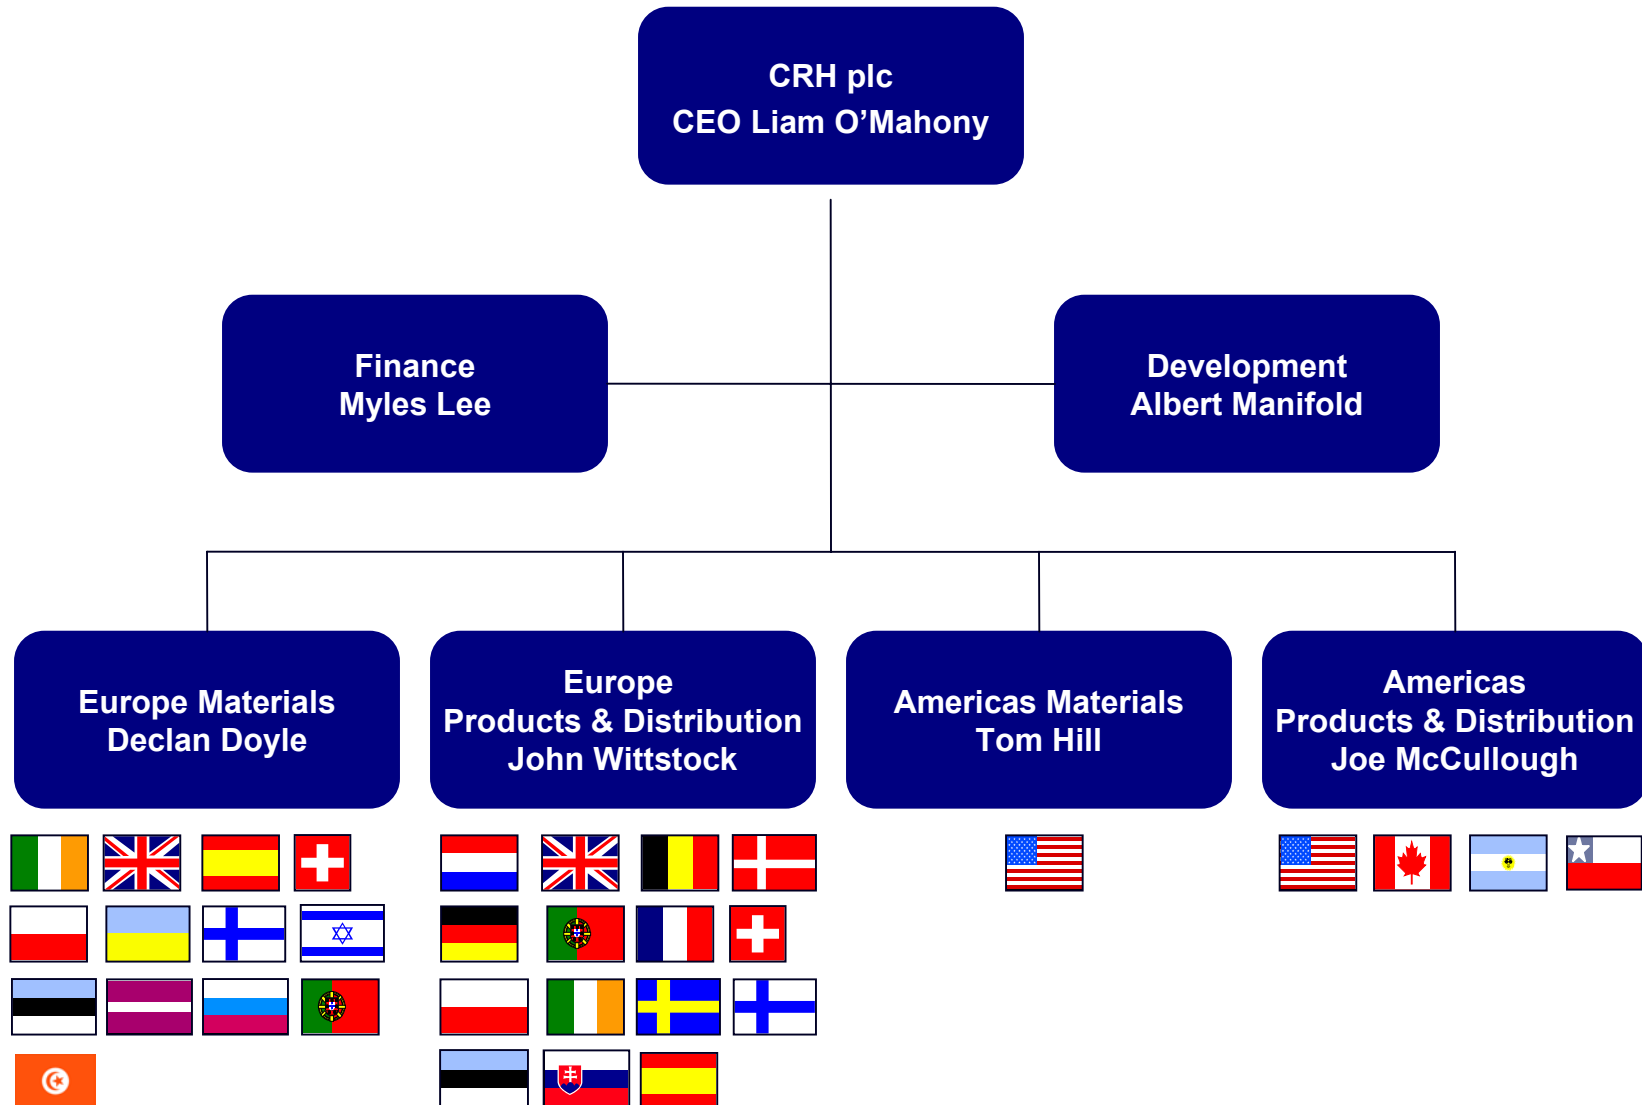 CRH plc
CEO Liam O’Mahony
Finance
Myles Lee
Development
Albert Manifold
Europe Materials
Declan Doyle
Europe
Products & Distribution
John Wittstock
Americas Materials
Tom Hill
Americas
Products & Distribution
Joe McCullough